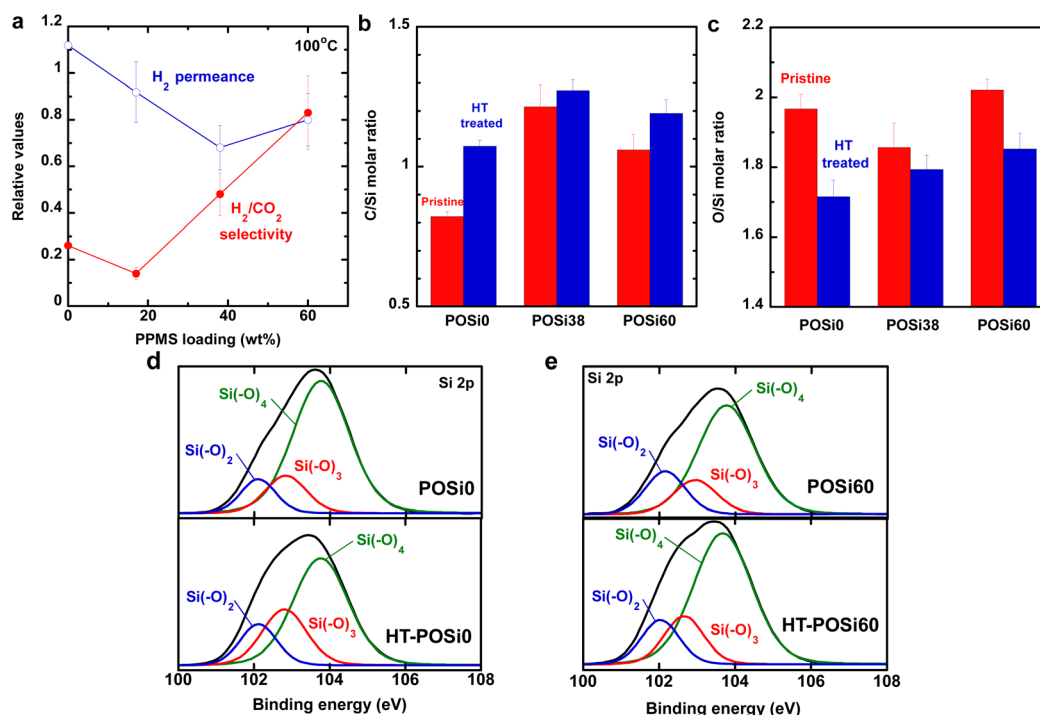 a
1.2
1
0.8
0.6
0.4
0.2
0
0 20 40 60
Relative values
PPMS loading (wt%)
100°C
H₂ permeance
H₂/CO₂
selectivity
b
1.5
1
0.5
C/Si molar ratio
Pristine
HT
treated
POSi0 POSi38 POSi60
c
2.2
2
1.8
1.6
1.4
O/Si molar ratio
Pristine
HT
treated
POSi0 POSi38 POSi60
d
Si 2p
Si(-O)₄
Si(-O)₂
Si(-O)₃
POSi0
Si(-O)₄
Si(-O)₂
Si(-O)₃
HT-POSi0
100 102 104 106 108
Binding energy (eV)
e
Si 2p
Si(-O)₄
Si(-O)₂
Si(-O)₃
POSi60
Si(-O)₄
Si(-O)₂
Si(-O)₃
HT-POSi60
100 102 104 106 108
Binding energy (eV)